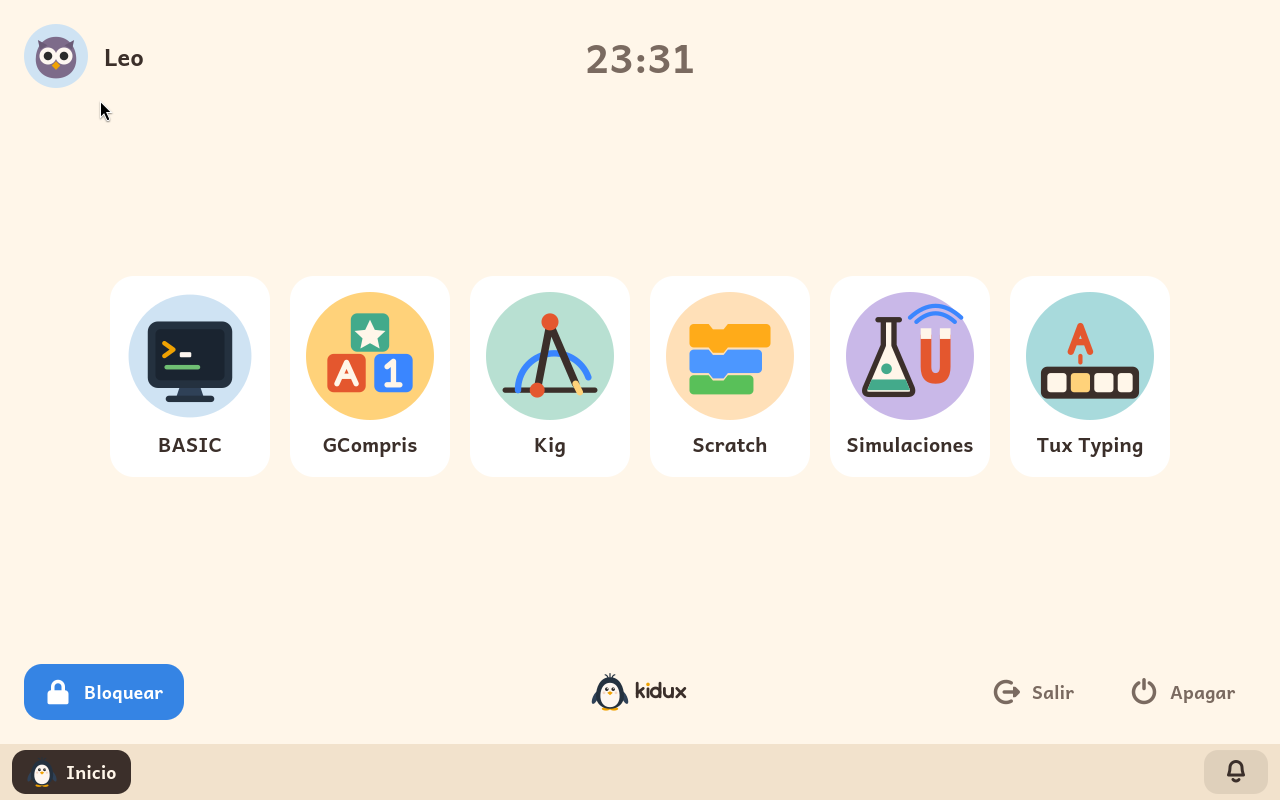 Leo
23:31
BASIC
GCompris
Kig
Scratch
Simulaciones
Tux Typing
Bloquear
kidux
Salir
Apagar
Inicio